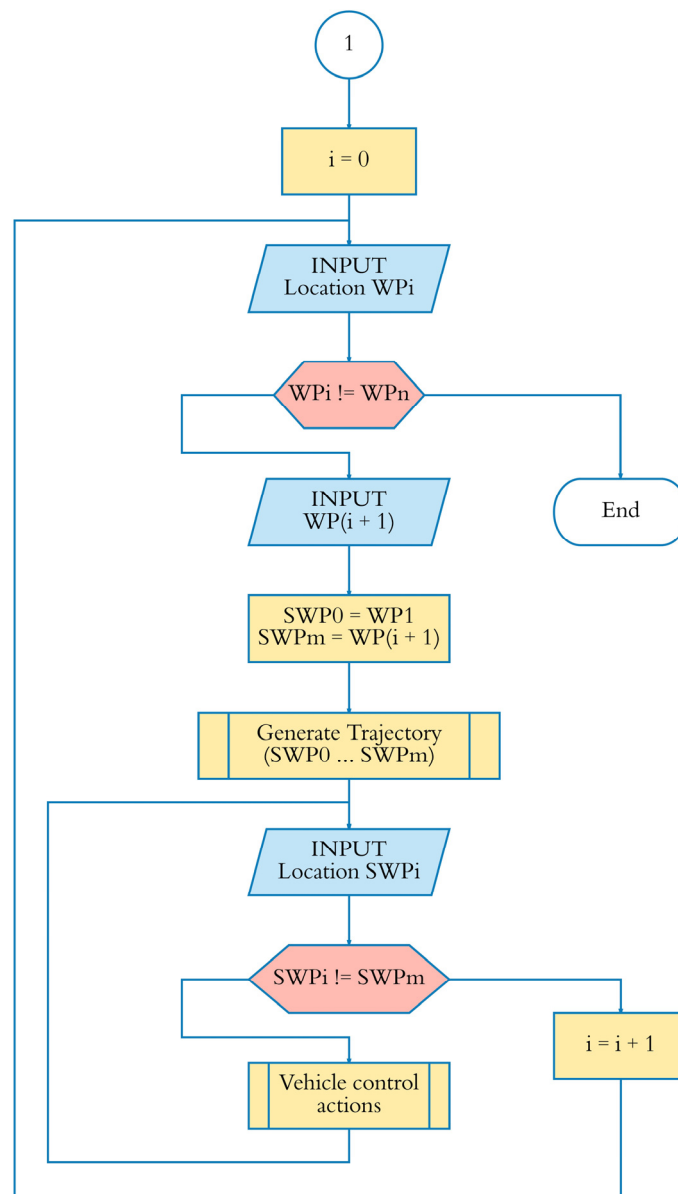 1
i = 0
INPUT
Location WPi
WPi != WPn
INPUT
WP(i + 1)
End
SWP0 = WP1
SWPm = WP(i + 1)
Generate Trajectory
(SWP0 ... SWPm)
INPUT
Location SWPi
SWPi != SWPm
i = i + 1
Vehicle control
actions